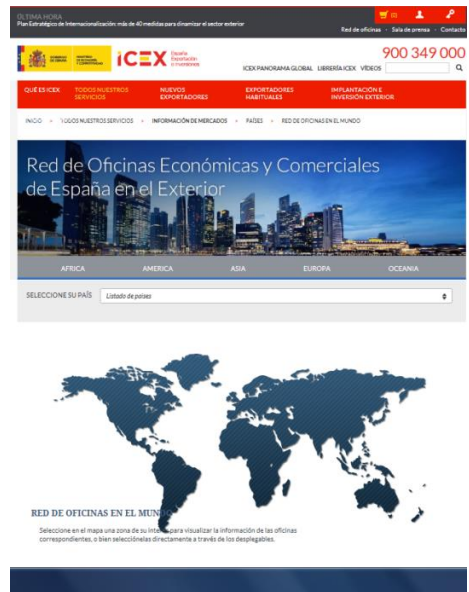 ÚLTIMA HORA
Plan Estratégico de Internacionalización: más de 40 medidas para dinamizar el sector exterior
Red de oficinas · Sala de prensa · Contacto
GOBIERNO DE ESPAÑA
ICEX España Exportación e Inversiones
900 349 000
ICEX PANORAMA GLOBAL LIBRERÍA ICEX VÍDEOS
QUÉ ES ICEX
TODOS NUESTROS SERVICIOS
NUEVOS EXPORTADORES
EXPORTADORES HABITUALES
IMPLANTACIÓN E INVERSIÓN EXTERIOR
INICIO TODOS NUESTROS SERVICIOS INFORMACIÓN DE MERCADOS PAÍSES RED DE OFICINAS EN EL MUNDO
Red de Oficinas Económicas y Comerciales
de España en el Exterior
AFRICA AMERICA ASIA EUROPA OCEANIA
SELECCIONE SU PAÍS Listado de países
RED DE OFICINAS EN EL MUNDO
Seleccione en el mapa una zona de su interés para visualizar la información de las oficinas
correspondientes, o bien selecciónelas directamente a través de los desplegables.